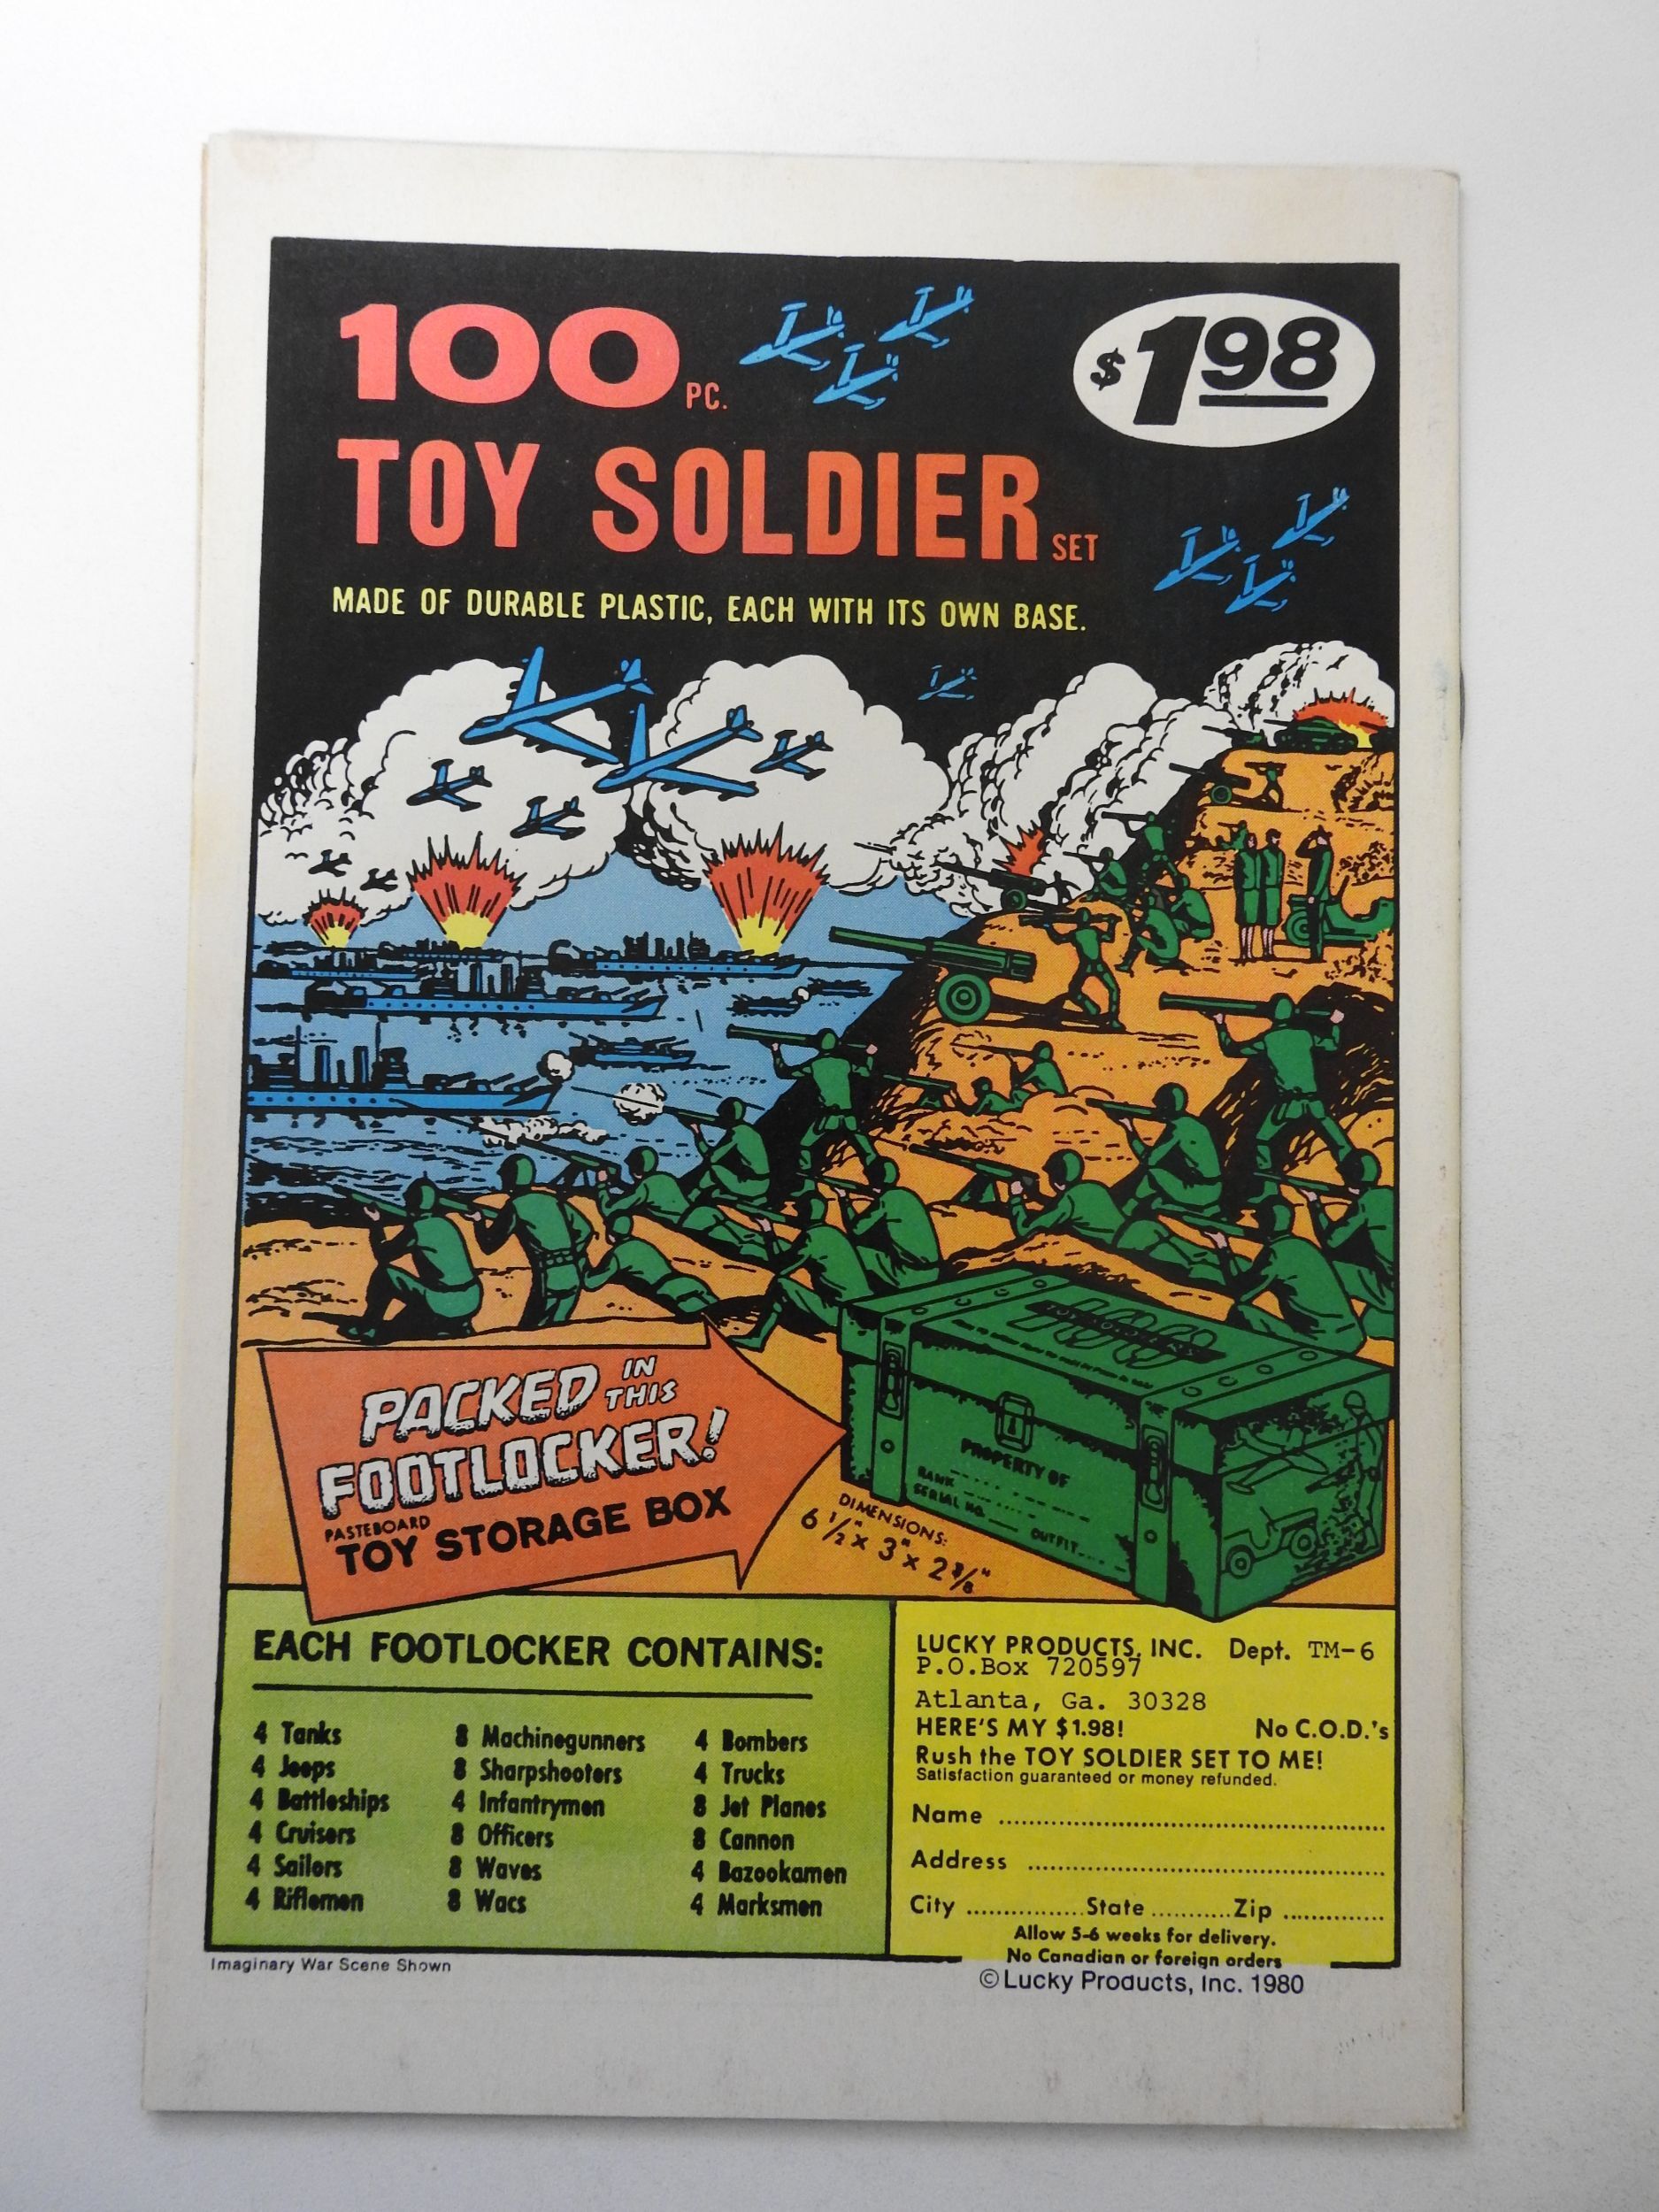 100 PC.
$1.98
TOY SOLDIER SET
MADE OF DURABLE PLASTIC, EACH WITH ITS OWN BASE.
PACKED IN THIS
FOOTLOCKER!
PASTEBOARD
TOY STORAGE BOX
DIMENSIONS:
6 1/2" x 3" x 2 3/8"
PROPERTY OF
RANK
SERIAL NO. OUTFIT
EACH FOOTLOCKER CONTAINS:
4 Tanks
4 Jeeps
4 Battleships
4 Cruisers
4 Sailors
4 Riflemen
8 Machinegunners
8 Sharpshooters
4 Infantrymen
8 Officers
8 Waves
8 Wacs
4 Bombers
4 Trucks
8 Jet Planes
8 Cannon
4 Bazookamen
4 Marksmen
LUCKY PRODUCTS, INC. Dept. TM-6
P.O.Box 720597
Atlanta, Ga. 30328
HERE'S MY $1.98! No C.O.D.'s
Rush the TOY SOLDIER SET TO ME!
Satisfaction guaranteed or money refunded.
Name
Address
City State Zip
Allow 5-6 weeks for delivery.
No Canadian or foreign orders
Imaginary War Scene Shown
©Lucky Products, Inc. 1980